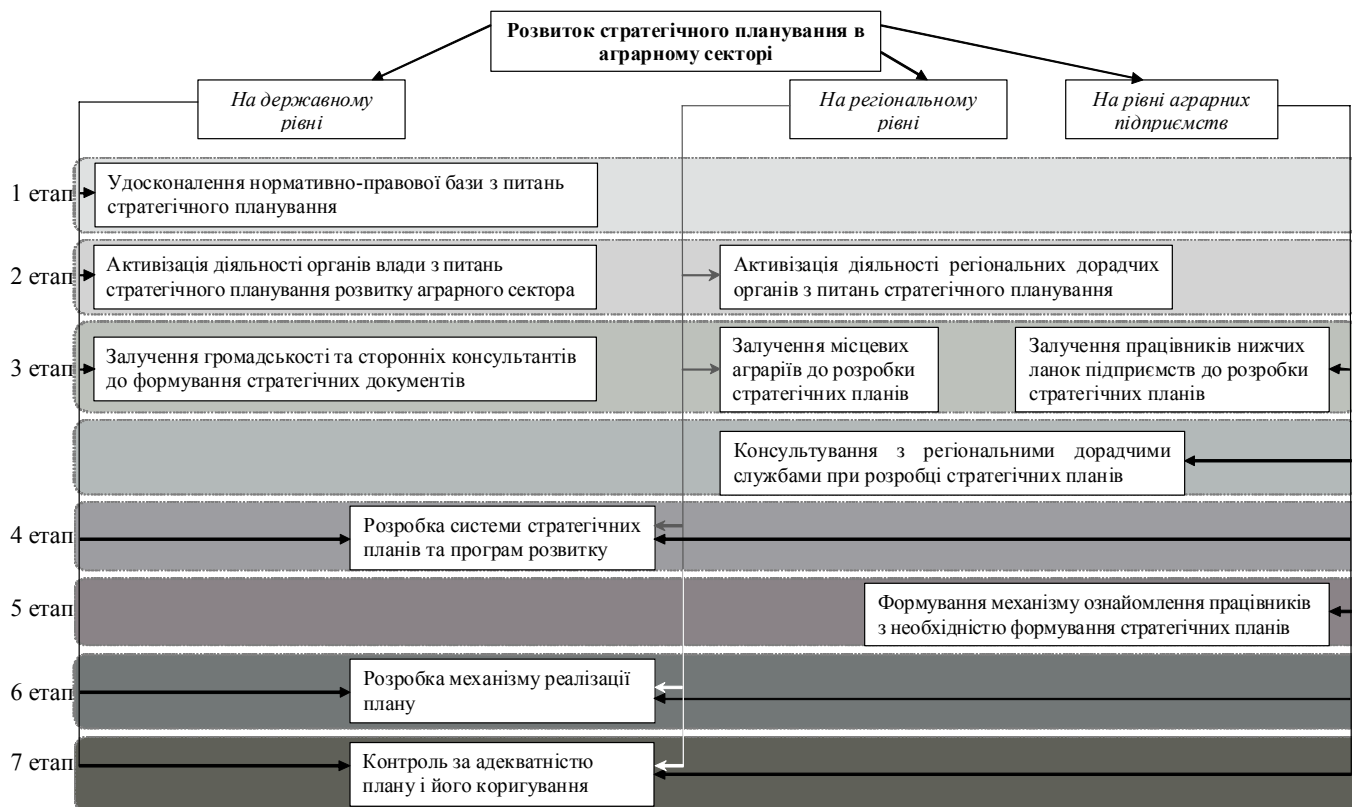 Розвиток стратегічного планування в
аграрному секторі
На державному
рівні
На регіональному
рівні
На рівні аграрних
підприємств
1 етап
Удосконалення нормативно-правової бази з питань
стратегічного планування
2 етап
Активізація діяльності органів влади з питань
стратегічного планування розвитку аграрного сектора
Активізація діяльності регіональних дорадчих
органів з питань стратегічного планування
3 етап
Залучення громадськості та сторонніх консультантів
до формування стратегічних документів
Залучення місцевих
аграріїв до розробки
стратегічних планів
Залучення працівників нижчих
ланок підприємств до розробки
стратегічних планів
Консультування з регіональними дорадчими
службами при розробці стратегічних планів
4 етап
Розробка системи стратегічних
планів та програм розвитку
5 етап
Формування механізму ознайомлення працівників
з необхідністю формування стратегічних планів
6 етап
Розробка механізму реалізації
плану
7 етап
Контроль за адекватністю
плану і його коригування